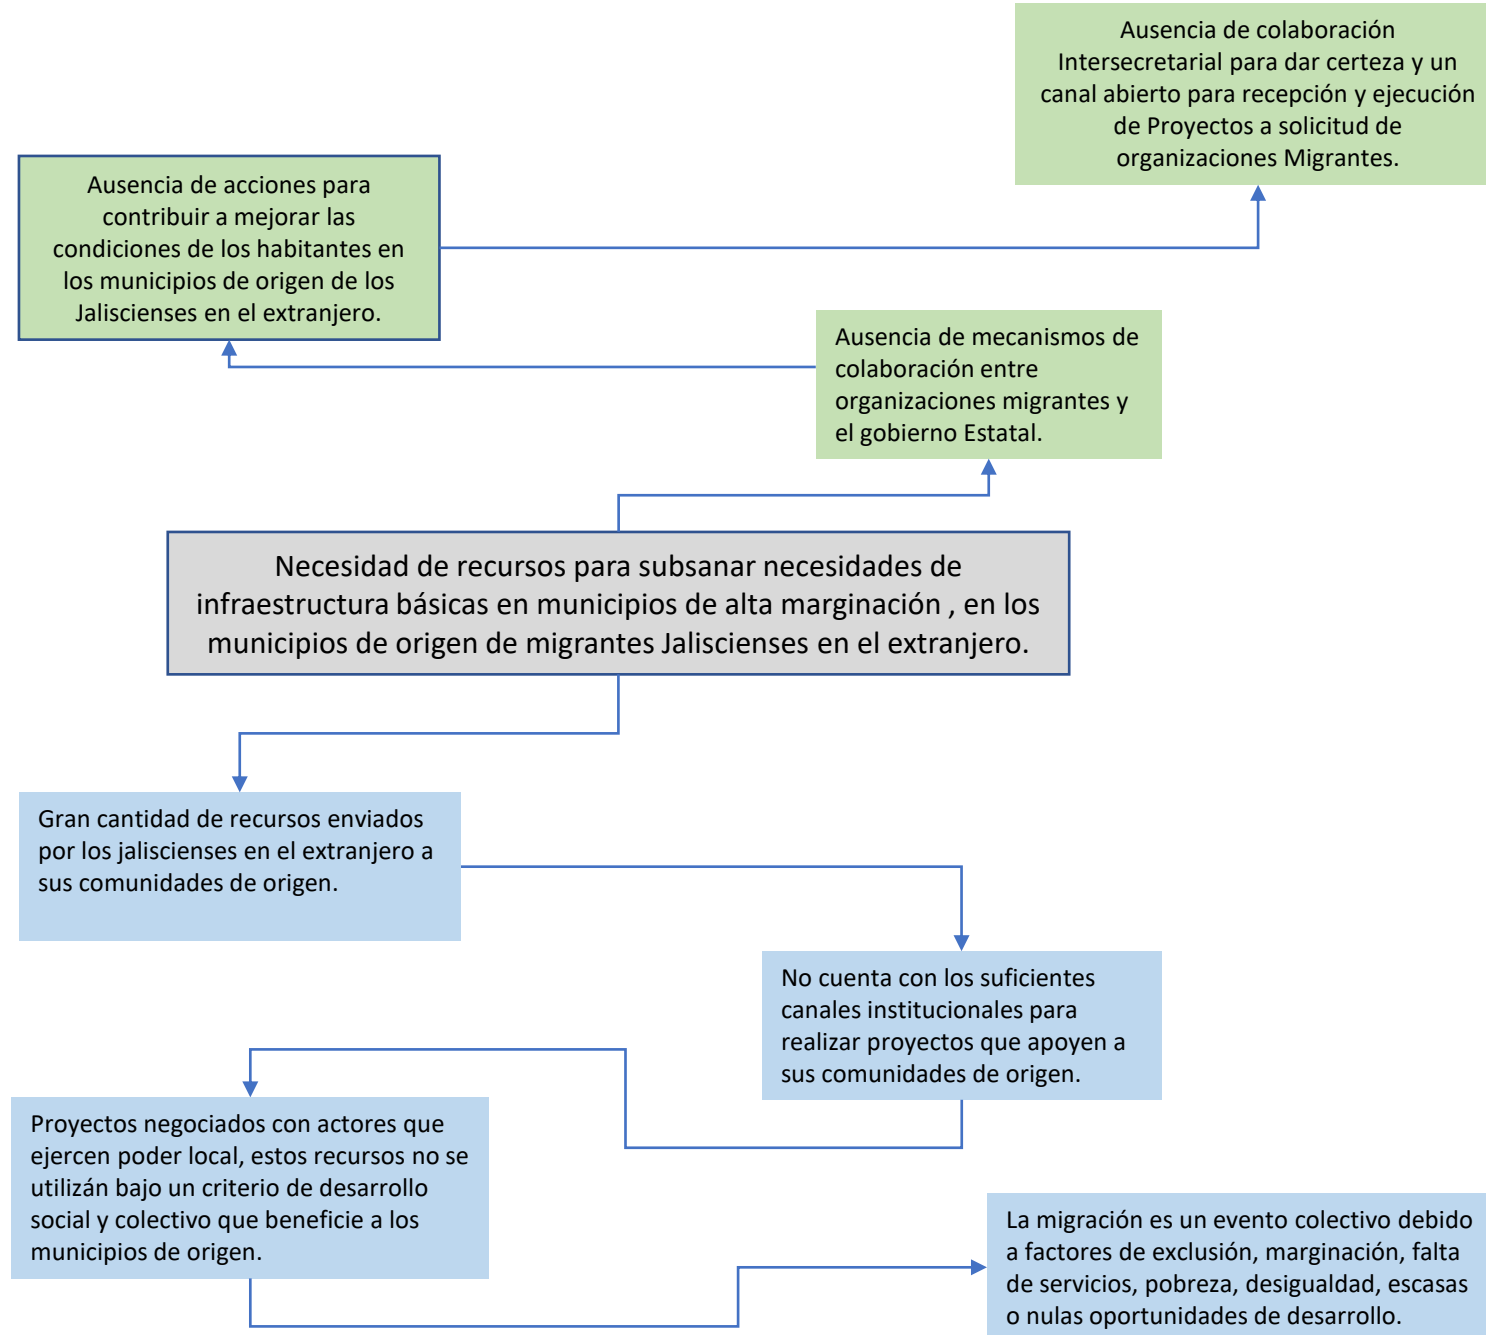 Ausencia de colaboración
Intersecretarial para dar certeza y un
canal abierto para recepción y ejecución
de Proyectos a solicitud de
organizaciones Migrantes.
Ausencia de acciones para
contribuir a mejorar las
condiciones de los habitantes en
los municipios de origen de los
Jaliscienses en el extranjero.
Ausencia de mecanismos de
colaboración entre
organizaciones migrantes y
el gobierno Estatal.
Necesidad de recursos para subsanar necesidades de
infraestructura básicas en municipios de alta marginación , en los
municipios de origen de migrantes Jaliscienses en el extranjero.
Gran cantidad de recursos enviados
por los jaliscienses en el extranjero a
sus comunidades de origen.
No cuenta con los suficientes
canales institucionales para
realizar proyectos que apoyen a
sus comunidades de origen.
Proyectos negociados con actores que
ejercen poder local, estos recursos no se
utilizán bajo un criterio de desarrollo
social y colectivo que beneficie a los
municipios de origen.
La migración es un evento colectivo debido
a factores de exclusión, marginación, falta
de servicios, pobreza, desigualdad, escasas
o nulas oportunidades de desarrollo.